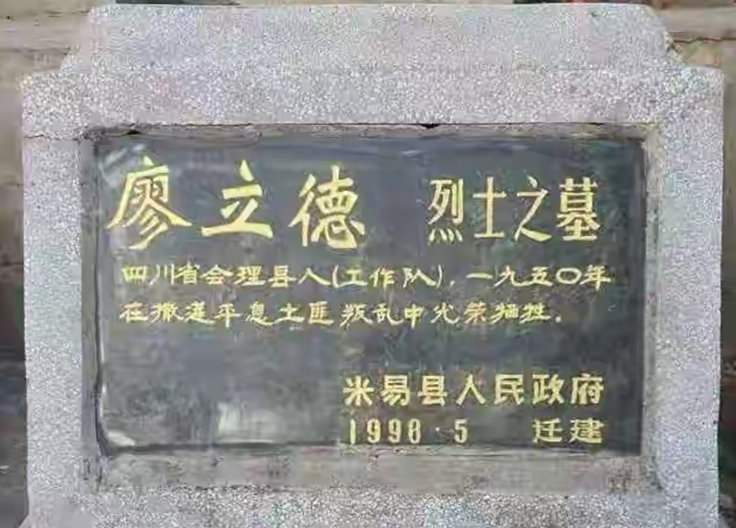 廖立德 烈士之墓
四川省会理县人(工作队),一九五〇年
在撒莲平息土匪叛乱中光荣牺牲.
米易县人民政府
1998·5 迁建